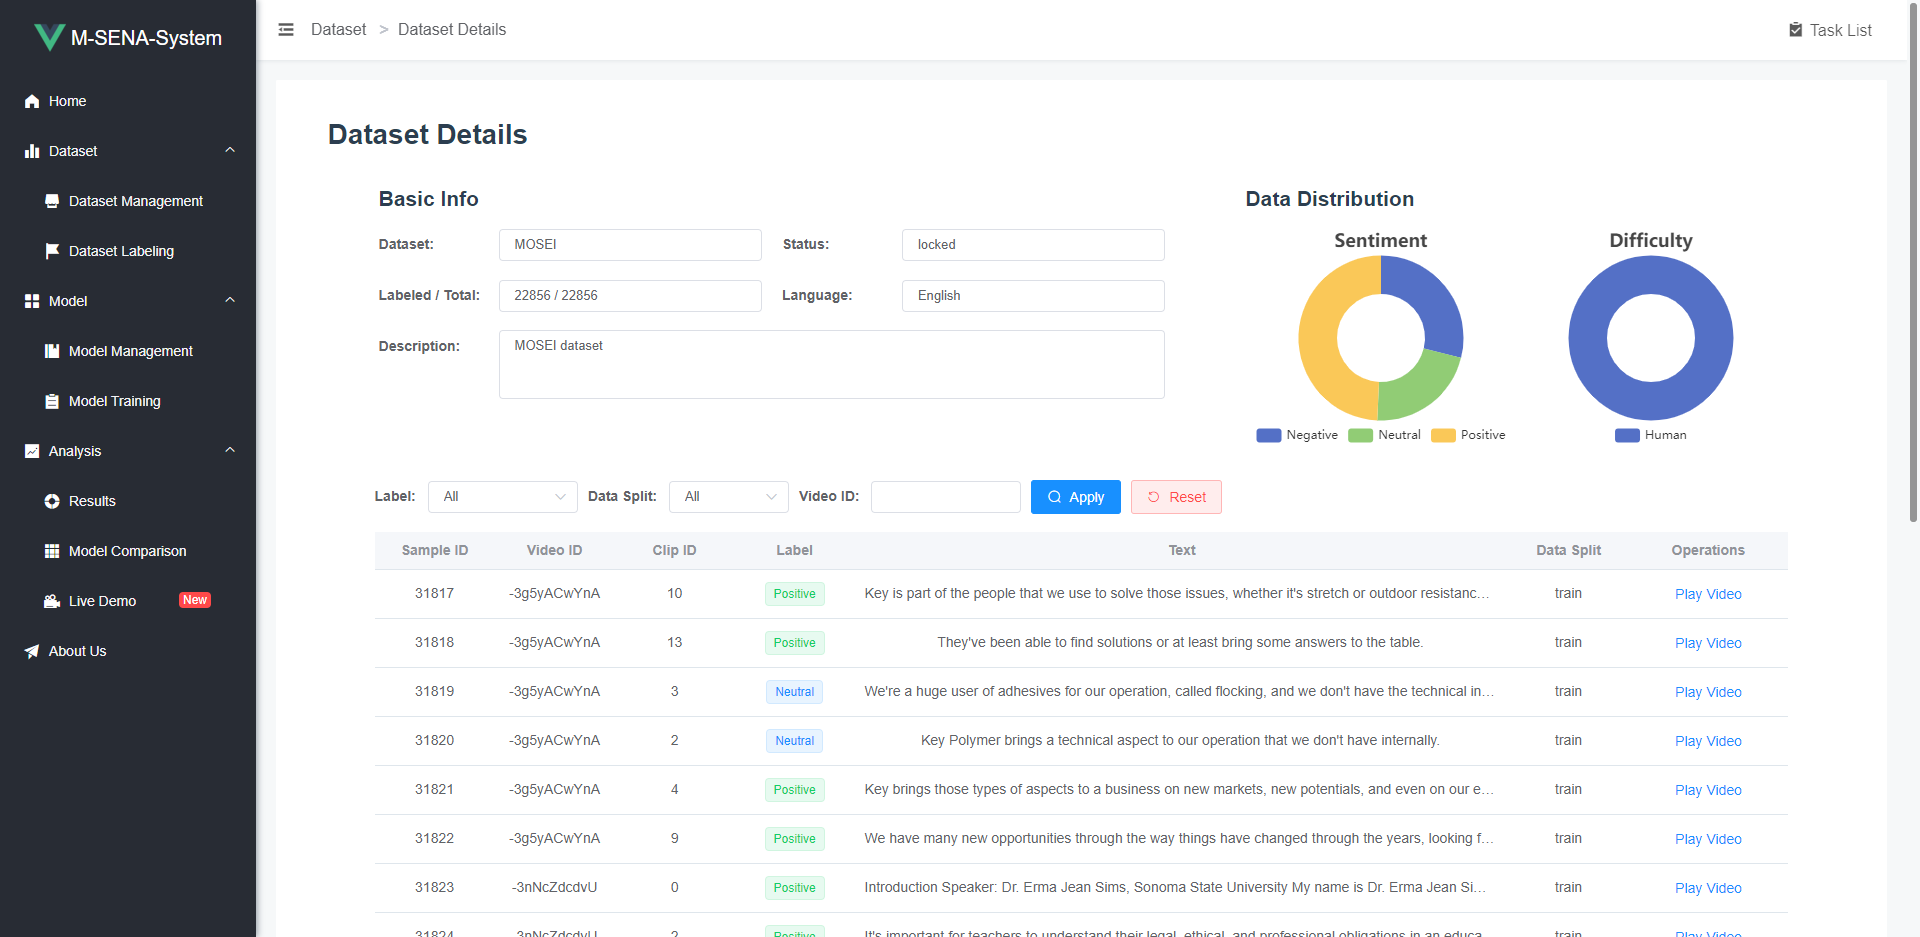 M-SENA-System
Home
Dataset
Dataset Management
Dataset Labeling
Model
Model Management
Model Training
Analysis
Results
Model Comparison
Live Demo New
About Us
Dataset > Dataset Details
Task List
Dataset Details
Basic Info
Dataset: MOSEI Status: locked
Labeled / Total: 22856 / 22856 Language: English
Description: MOSEI dataset
Data Distribution
Sentiment
Negative Neutral Positive
Difficulty
Human
Label: All Data Split: All Video ID: Apply Reset
Sample ID Video ID Clip ID Label Text Data Split Operations
31817 -3g5yACwYnA 10 Positive Key is part of the people that we use to solve those issues, whether it's stretch or outdoor resistanc... train Play Video
31818 -3g5yACwYnA 13 Positive They've been able to find solutions or at least bring some answers to the table. train Play Video
31819 -3g5yACwYnA 3 Neutral We're a huge user of adhesives for our operation, called flocking, and we don't have the technical in... train Play Video
31820 -3g5yACwYnA 2 Neutral Key Polymer brings a technical aspect to our operation that we don't have internally. train Play Video
31821 -3g5yACwYnA 4 Positive Key brings those types of aspects to a business on new markets, new potentials, and even on our e... train Play Video
31822 -3g5yACwYnA 9 Positive We have many new opportunities through the way things have changed through the years, looking f... train Play Video
31823 -3nNcZdcdvU 0 Positive Introduction Speaker: Dr. Erma Jean Sims, Sonoma State University My name is Dr. Erma Jean Si... train Play Video
31824 -3nNcZdcdvU 2 Positive It's important for teachers to understand their legal, ethical, and professional obligations in an educa... train Play Video